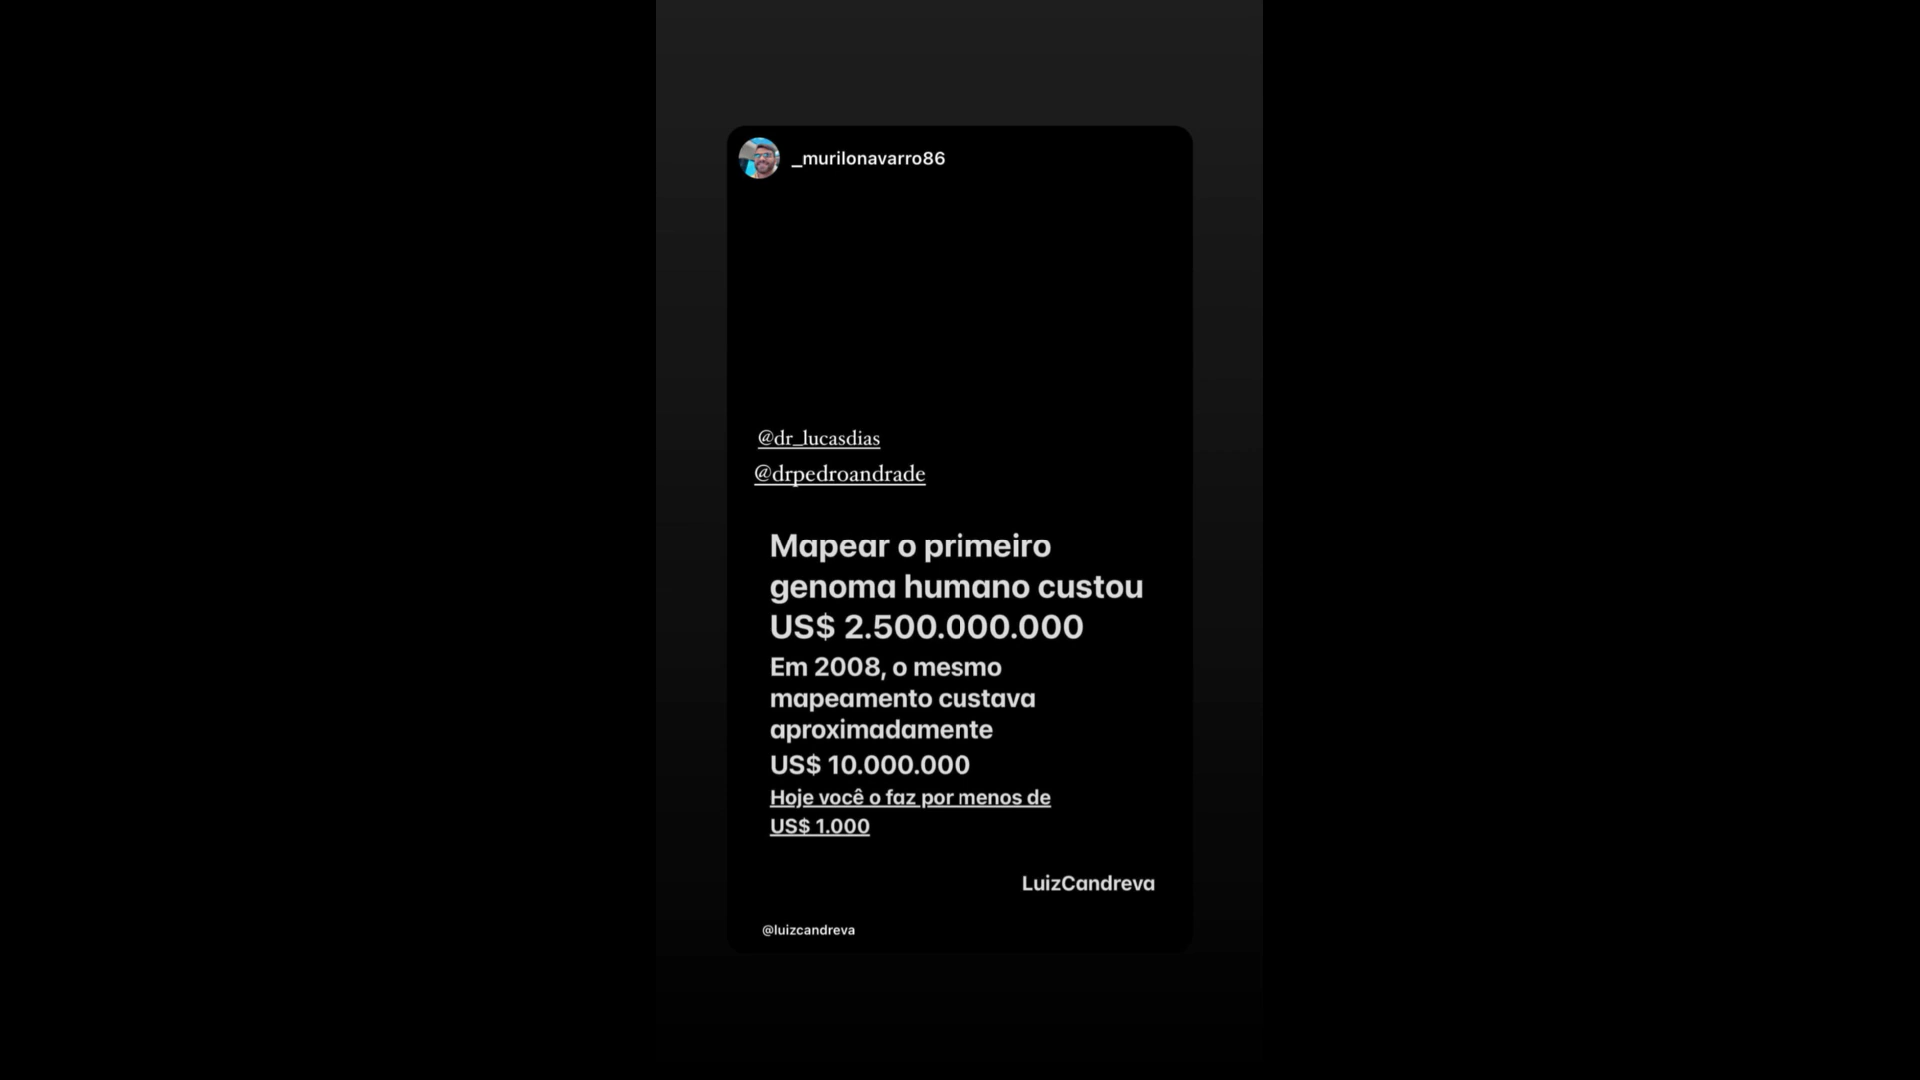 _murilonavarro86
@dr_lucasdias
@drpedroandrade
Mapear o primeiro
genoma humano custou
US$ 2.500.000.000
Em 2008, o mesmo
mapeamento custava
aproximadamente
US$ 10.000.000
Hoje você o faz por menos de
US$ 1.000
LuizCandreva
@luizcandreva